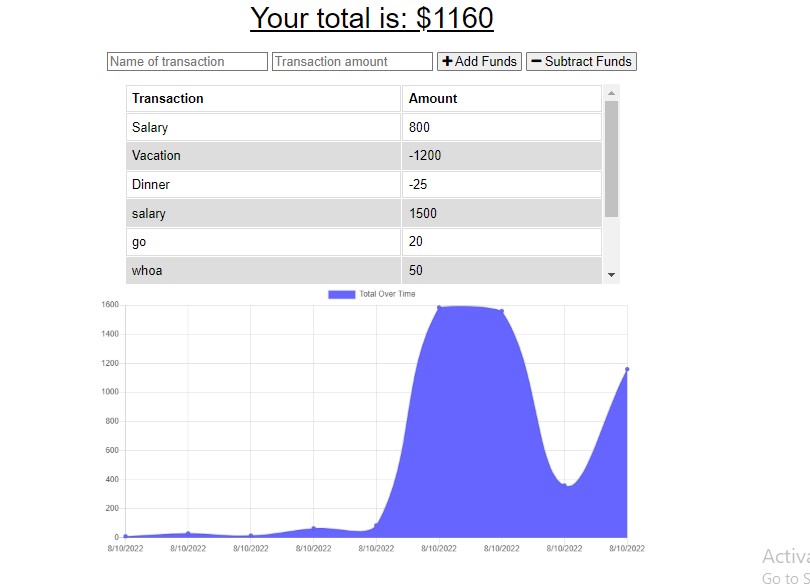 Your total is: $1160
Name of transaction Transaction amount Add Funds Subtract Funds
Transaction Amount
Salary 800
Vacation -1200
Dinner -25
salary 1500
go 20
whoa 50
Total Over Time
1600
1400
1200
1000
800
600
400
200
0
8/10/2022 8/10/2022 8/10/2022 8/10/2022 8/10/2022 8/10/2022 8/10/2022 8/10/2022 8/10/2022
Activa
Go to S